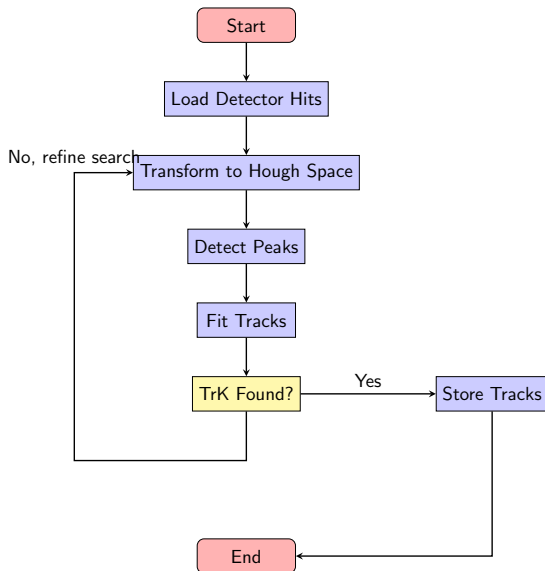 Start
Load Detector Hits
No, refine search
Transform to Hough Space
Detect Peaks
Fit Tracks
TrK Found?
Yes
Store Tracks
End